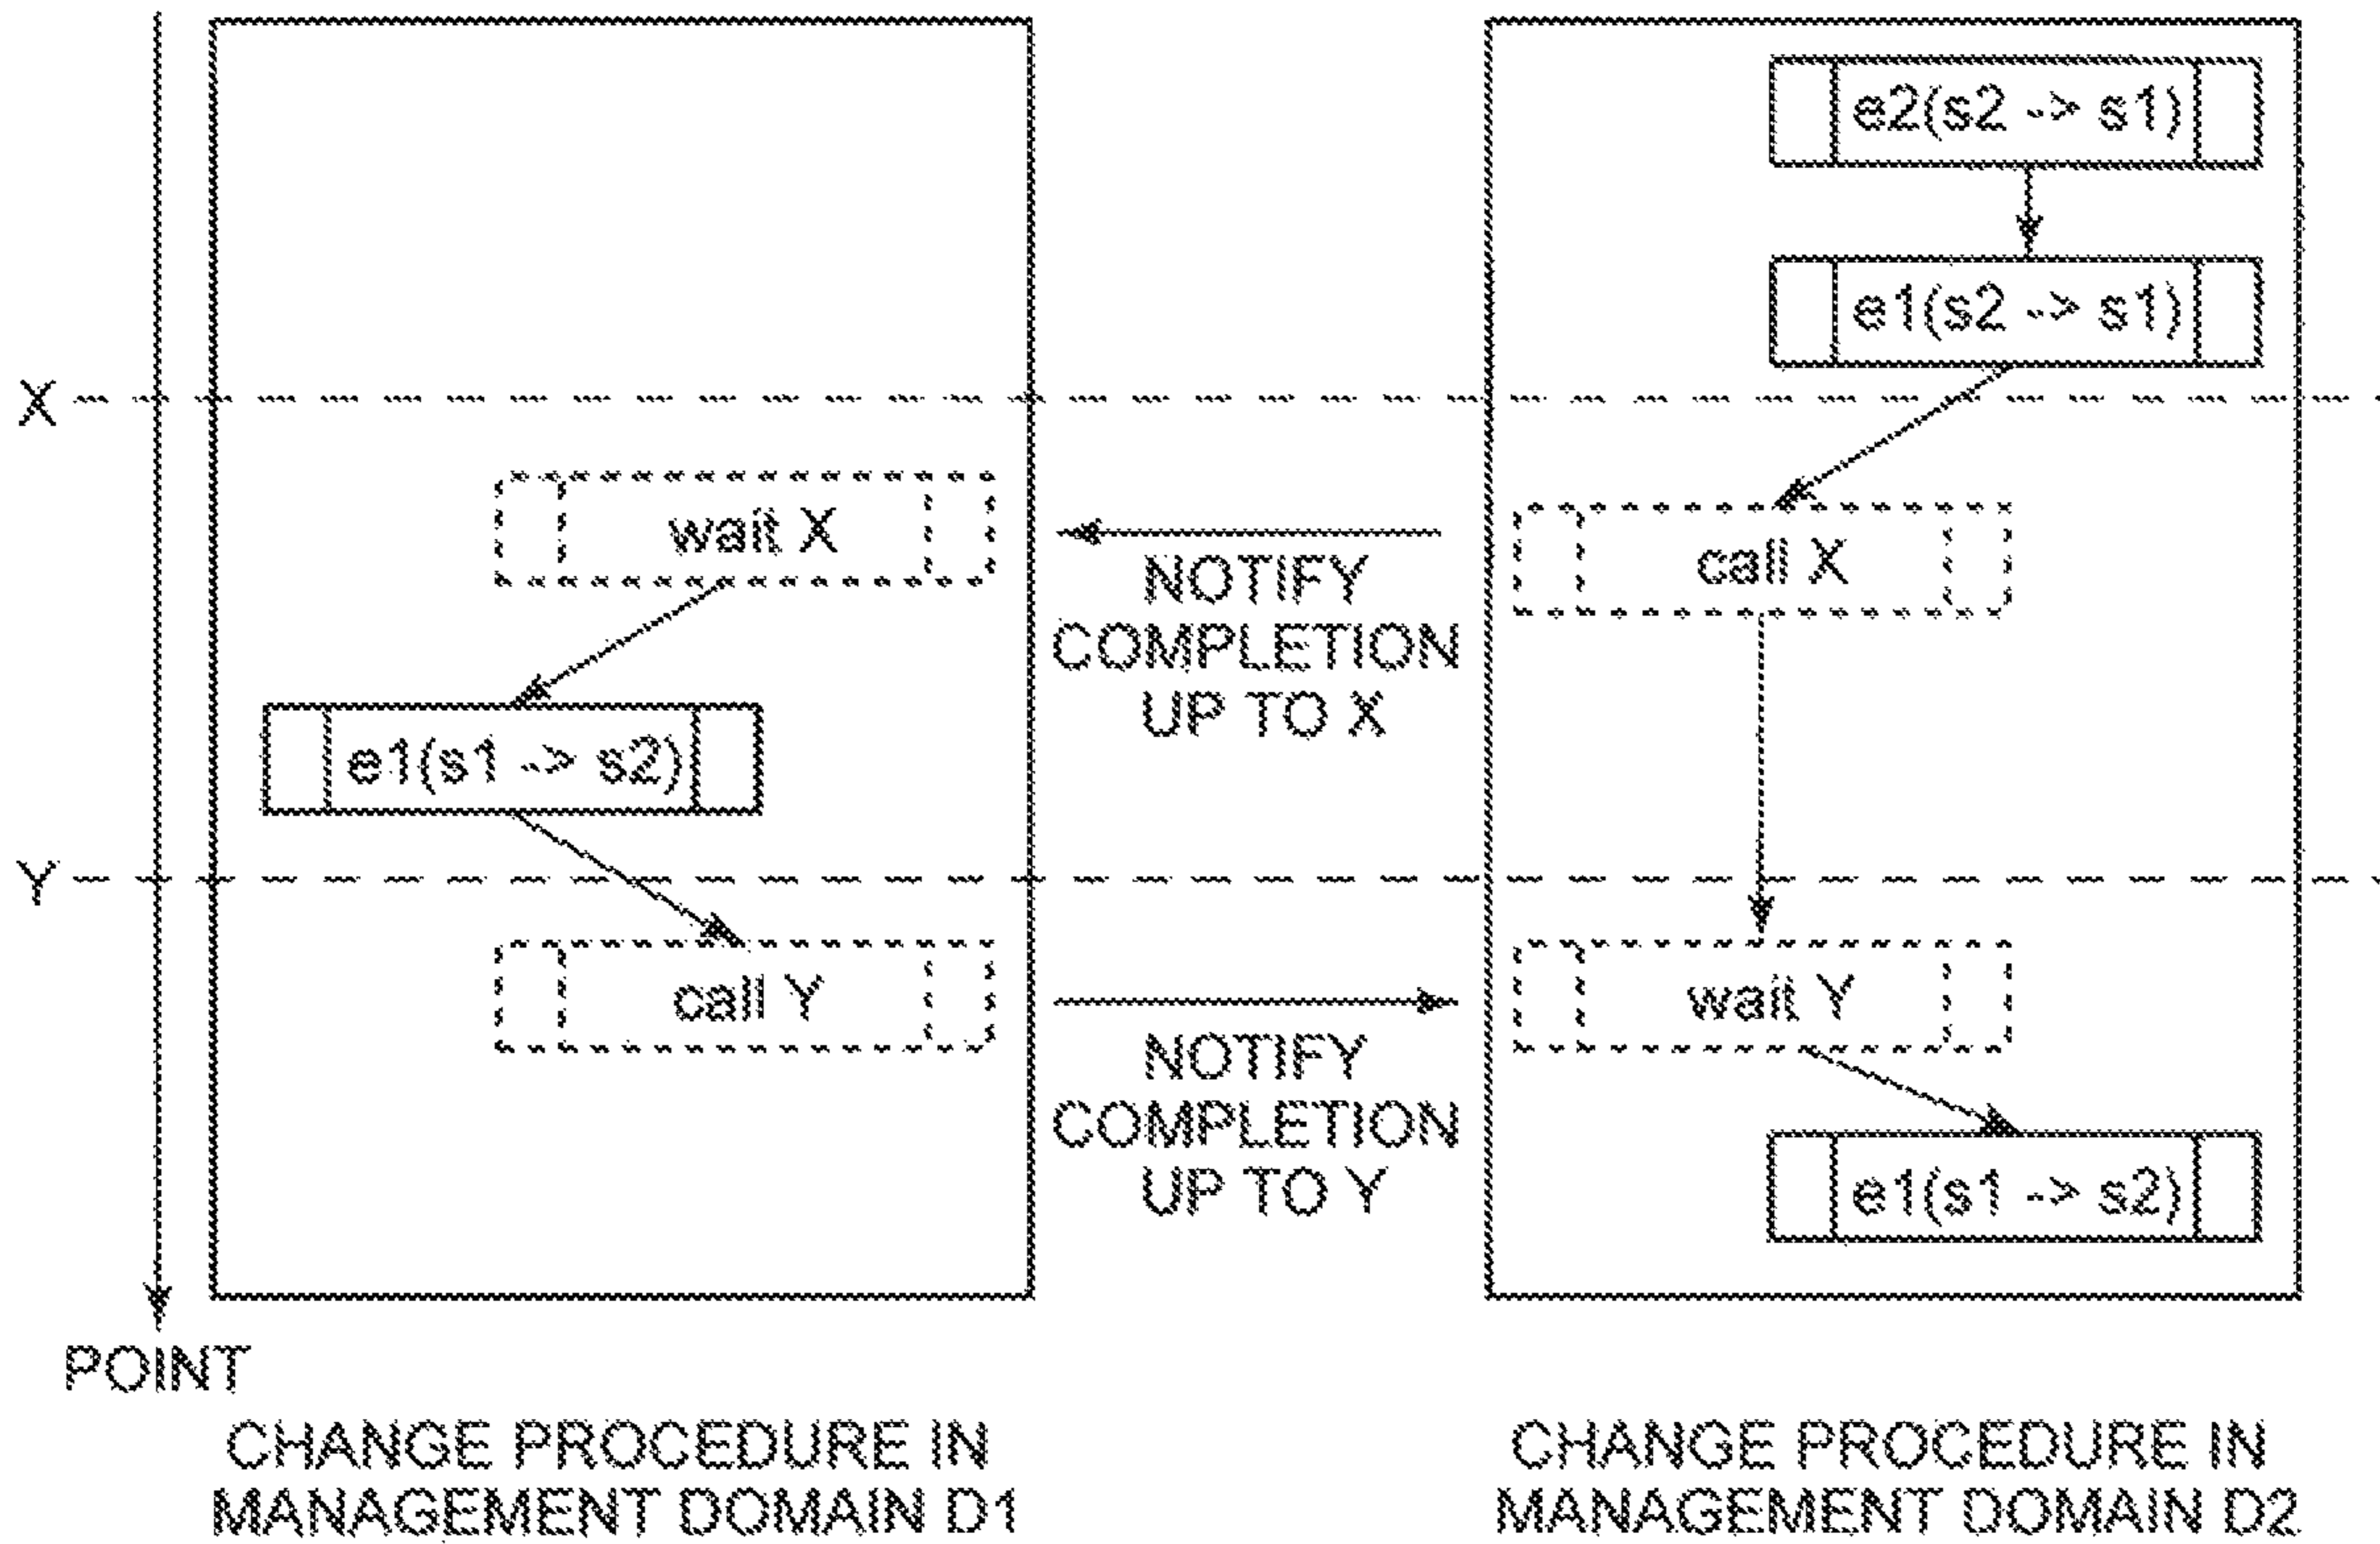 e2(s2 -> s1)
e1(s2 -> s1)
X
wait X
NOTIFY
COMPLETION
UP TO X
call X
e1(s1 -> s2)
Y
call Y
NOTIFY
COMPLETION
UP TO Y
wait Y
e1(s1 -> s2)
POINT
CHANGE PROCEDURE IN
MANAGEMENT DOMAIN D1
CHANGE PROCEDURE IN
MANAGEMENT DOMAIN D2